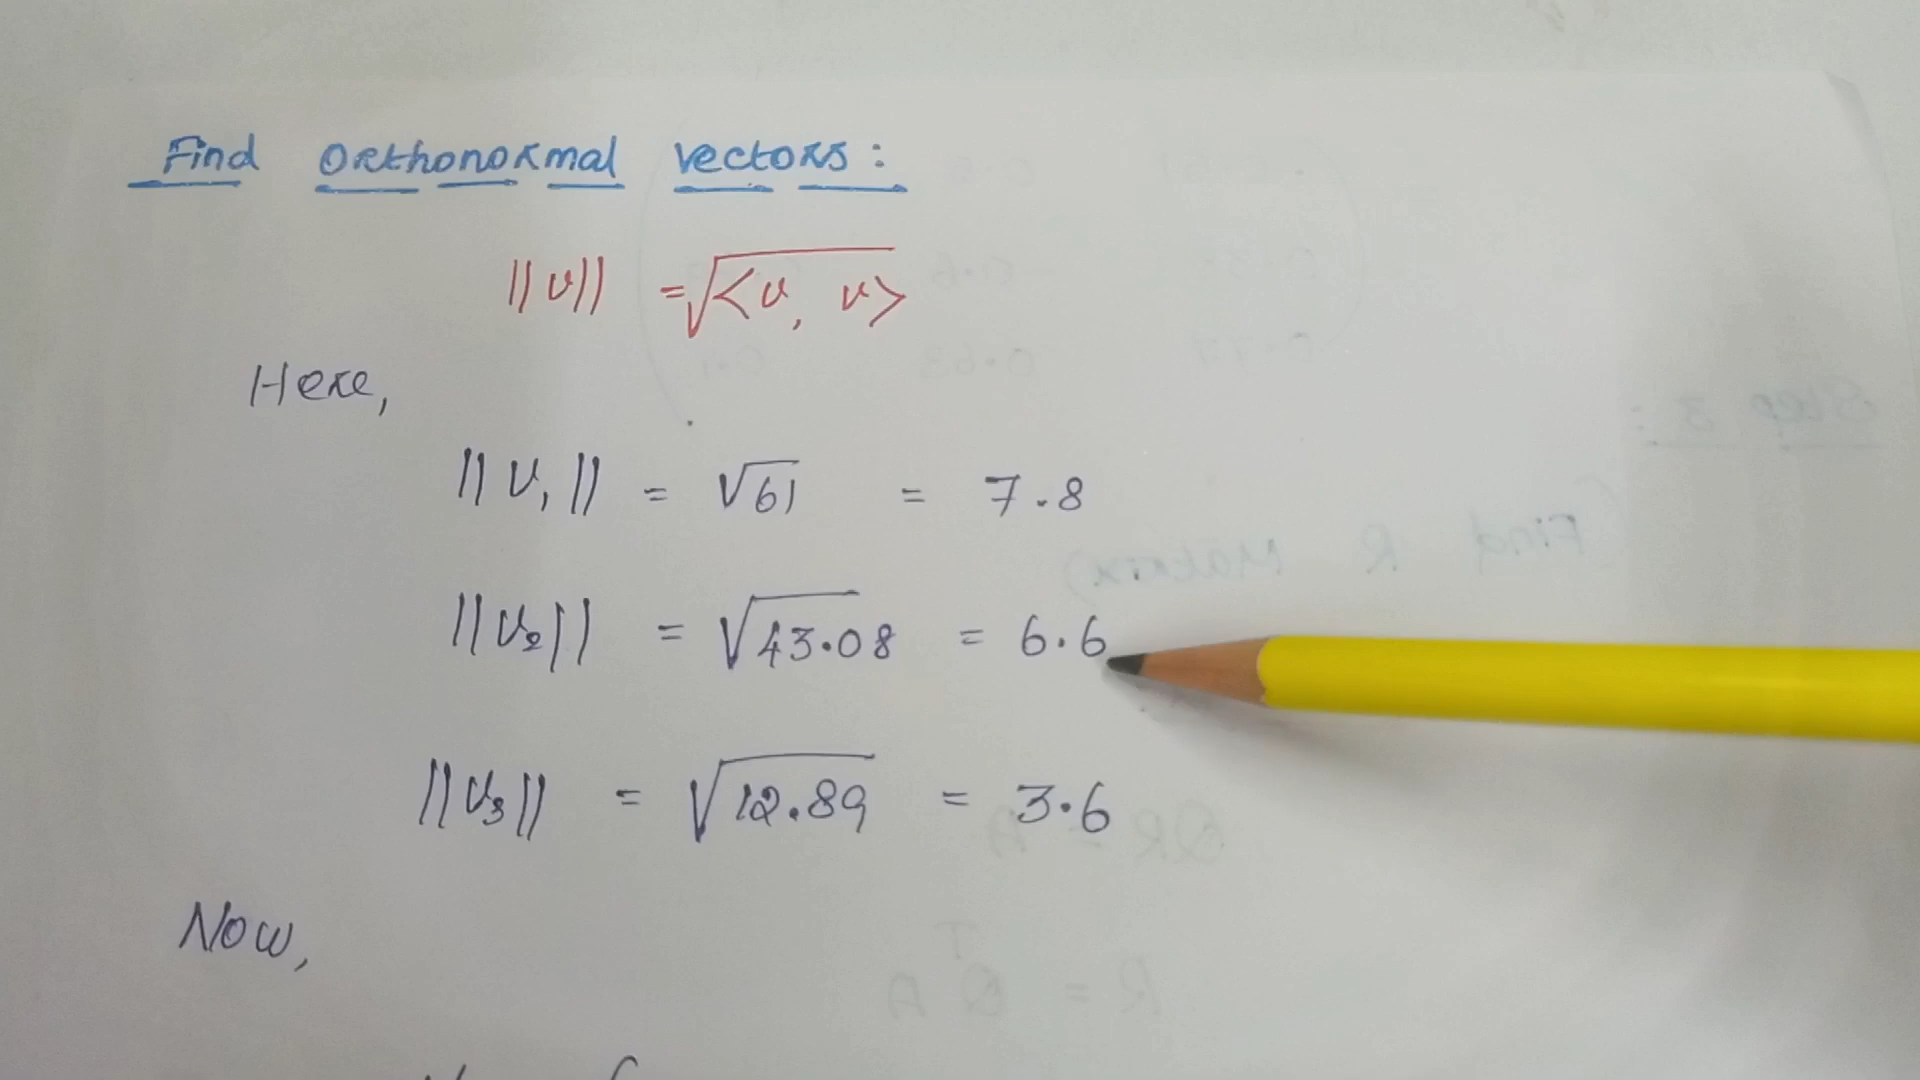 Find Orthonormal vectors:
||v|| = √<v, v>
Here,
||v₁|| = √61 = 7.8
||v₂|| = √43.08 = 6.6
||v₃|| = √12.89 = 3.6
Now,